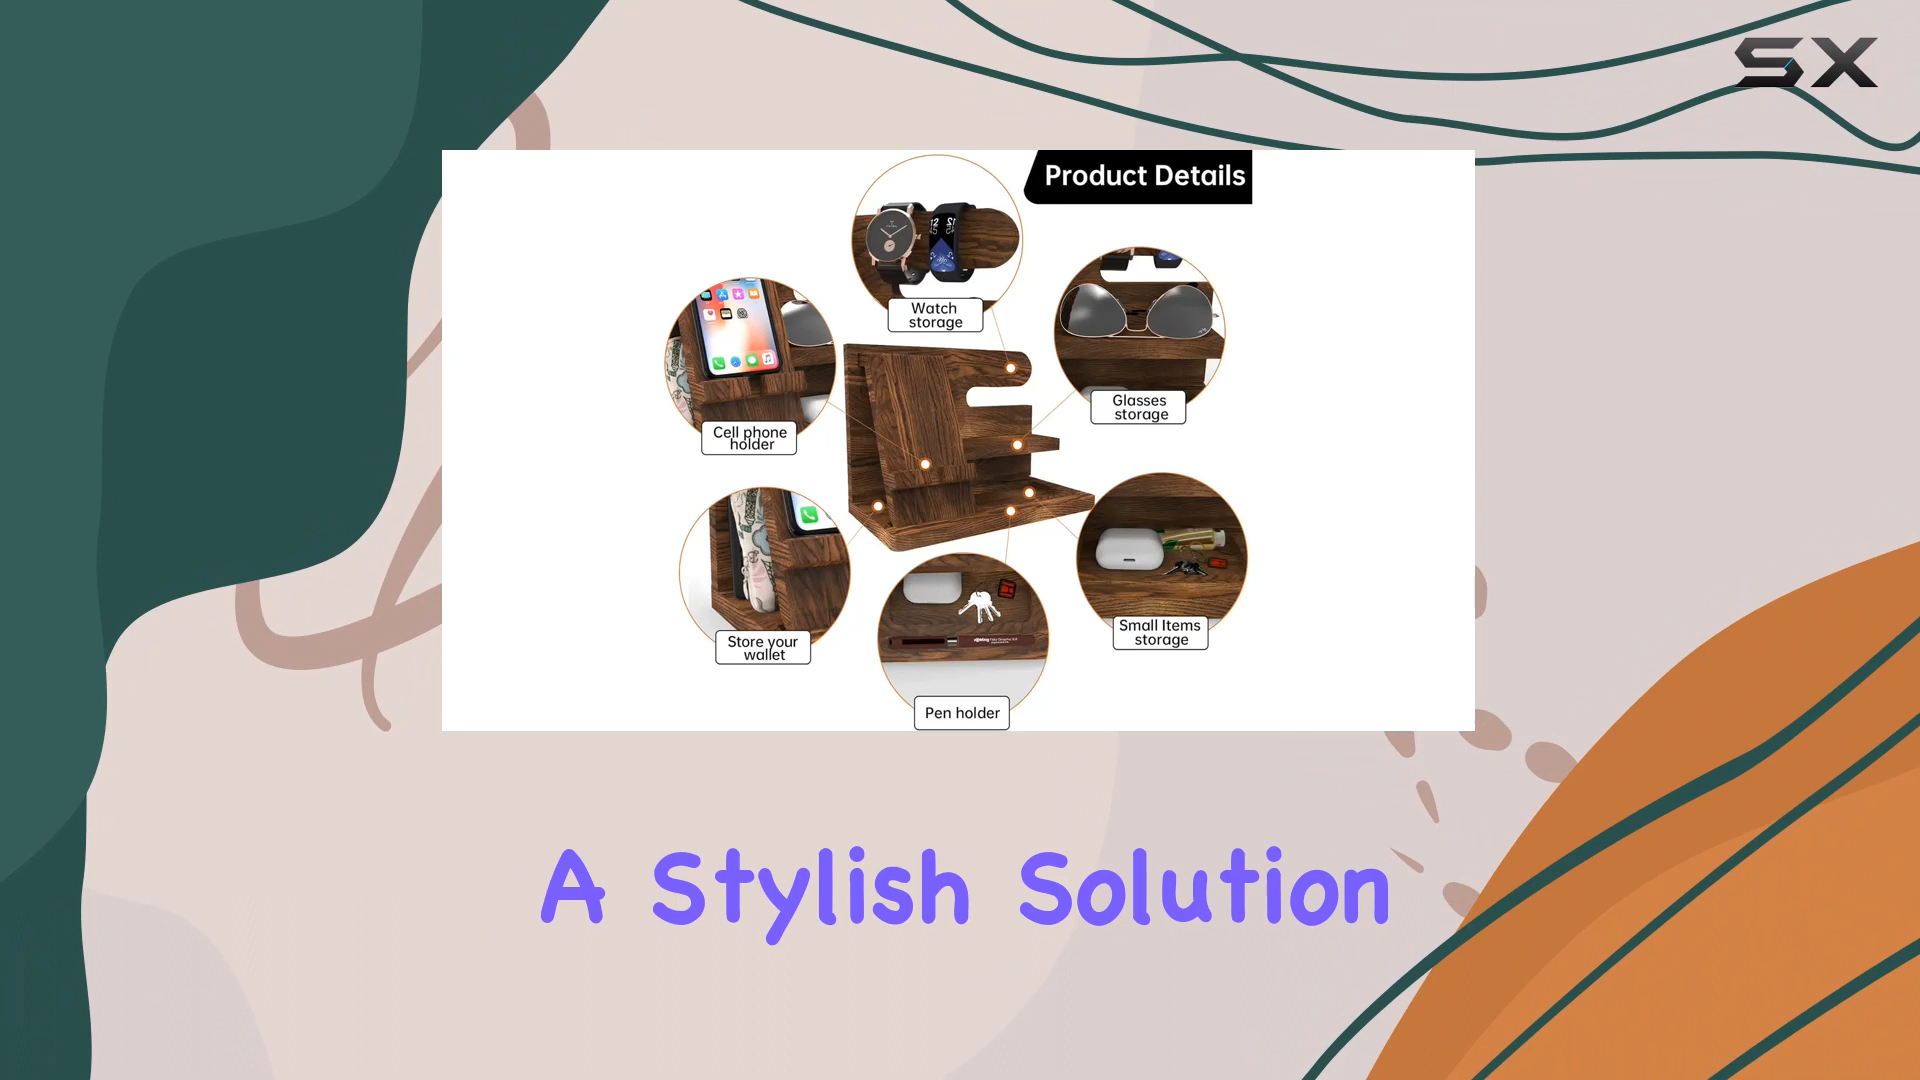 SX
Product Details
Watch
storage
Glasses
storage
Cell phone
holder
Small Items
storage
Store your
wallet
Pen holder
A Stylish Solution